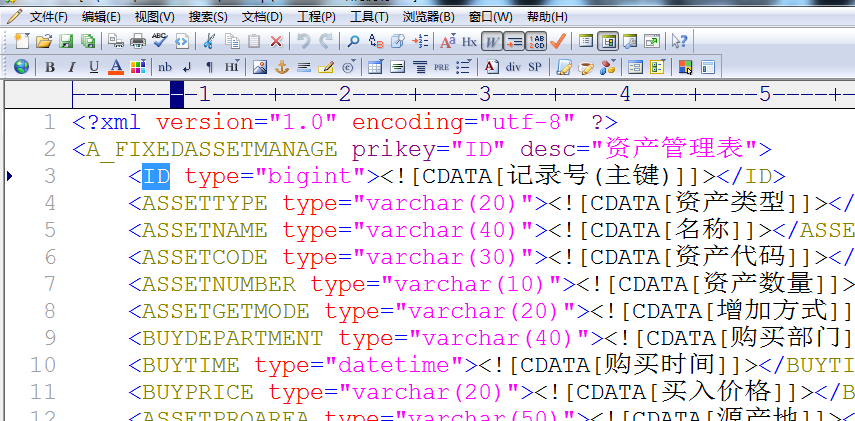 文件(F) 编辑(E) 视图(V) 搜索(S) 文档(D) 工程(P) 工具(T) 浏览器(B) 窗口(W) 帮助(H)
ABC Hx W 1AB 2CD
B I U A nb ¶ Hi PRE A div SP
----+----1----+----2----+----3----+----4----+----5----+
1 <?xml version="1.0" encoding="utf-8" ?>
2 <A_FIXEDASSETMANAGE prikey="ID" desc="资产管理表">
3 <ID type="bigint"><![CDATA[记录号(主键)]]></ID>
4 <ASSETTYPE type="varchar(20)"><![CDATA[资产类型]]></
5 <ASSETNAME type="varchar(40)"><![CDATA[名称]]></ASSE
6 <ASSETCODE type="varchar(30)"><![CDATA[资产代码]]></
7 <ASSETNUMBER type="varchar(10)"><![CDATA[资产数量]]>
8 <ASSETGETMODE type="varchar(20)"><![CDATA[增加方式]]
9 <BUYDEPARTMENT type="varchar(40)"><![CDATA[购买部门]
10 <BUYTIME type="datetime"><![CDATA[购买时间]]></BUYTI
11 <BUYPRICE type="varchar(20)"><![CDATA[买入价格]]></B
12 <ASSETPROAREA type="varchar(50)"><![CDATA[源产地]]><